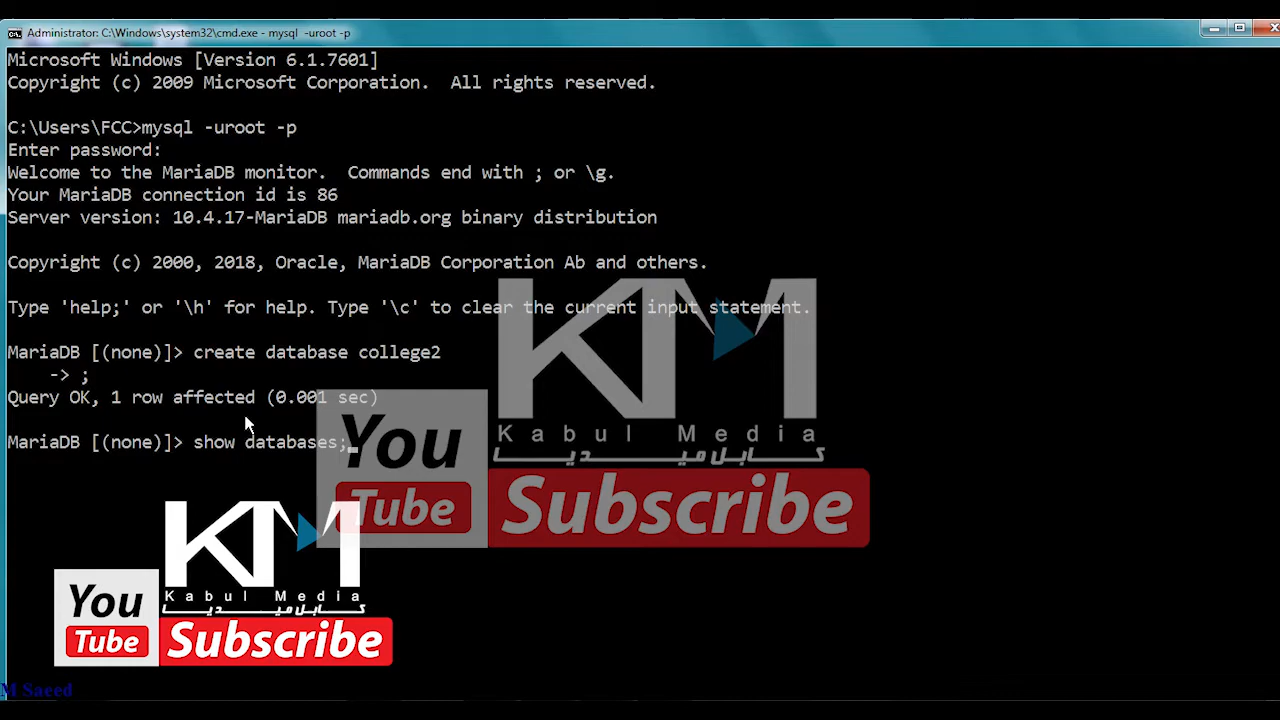 Administrator: C:\Windows\system32\cmd.exe - mysql  -uroot -p
Microsoft Windows [Version 6.1.7601]
Copyright (c) 2009 Microsoft Corporation.  All rights reserved.
C:\Users\FCC>mysql -uroot -p
Enter password:
Welcome to the MariaDB monitor.  Commands end with ; or \g.
Your MariaDB connection id is 86
Server version: 10.4.17-MariaDB mariadb.org binary distribution
Copyright (c) 2000, 2018, Oracle, MariaDB Corporation Ab and others.
Type 'help;' or '\h' for help. Type '\c' to clear the current input statement.
MariaDB [(none)]> create database college2
    -> ;
Query OK, 1 row affected (0.001 sec)
MariaDB [(none)]> show databases;
KM
Kabul Media
کابل میدیا
You
Tube
Subscribe
KM
Kabul Media
کابل میدیا
You
Tube
Subscribe
M Saeed